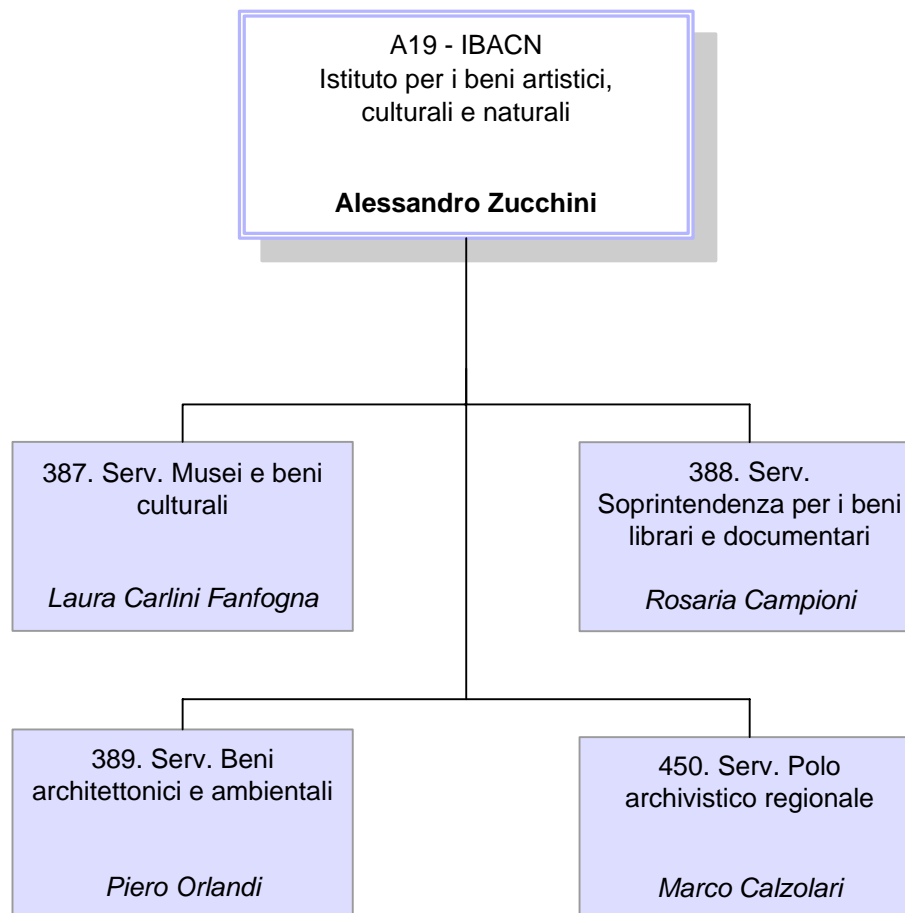 A19 - IBACN
Istituto per i beni artistici,
culturali e naturali
Alessandro Zucchini
387. Serv. Musei e beni
culturali
Laura Carlini Fanfogna
388. Serv.
Soprintendenza per i beni
librari e documentari
Rosaria Campioni
389. Serv. Beni
architettonici e ambientali
Piero Orlandi
450. Serv. Polo
archivistico regionale
Marco Calzolari